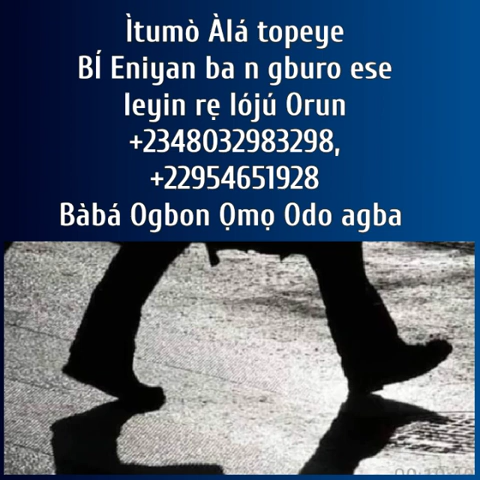 Ìtumò Àlá topeye
BÍ Eniyan ba n gburo ese
leyin rẹ lójú Orun
+2348032983298,
+22954651928
Bàbá Ogbon Ọmọ Odo agba